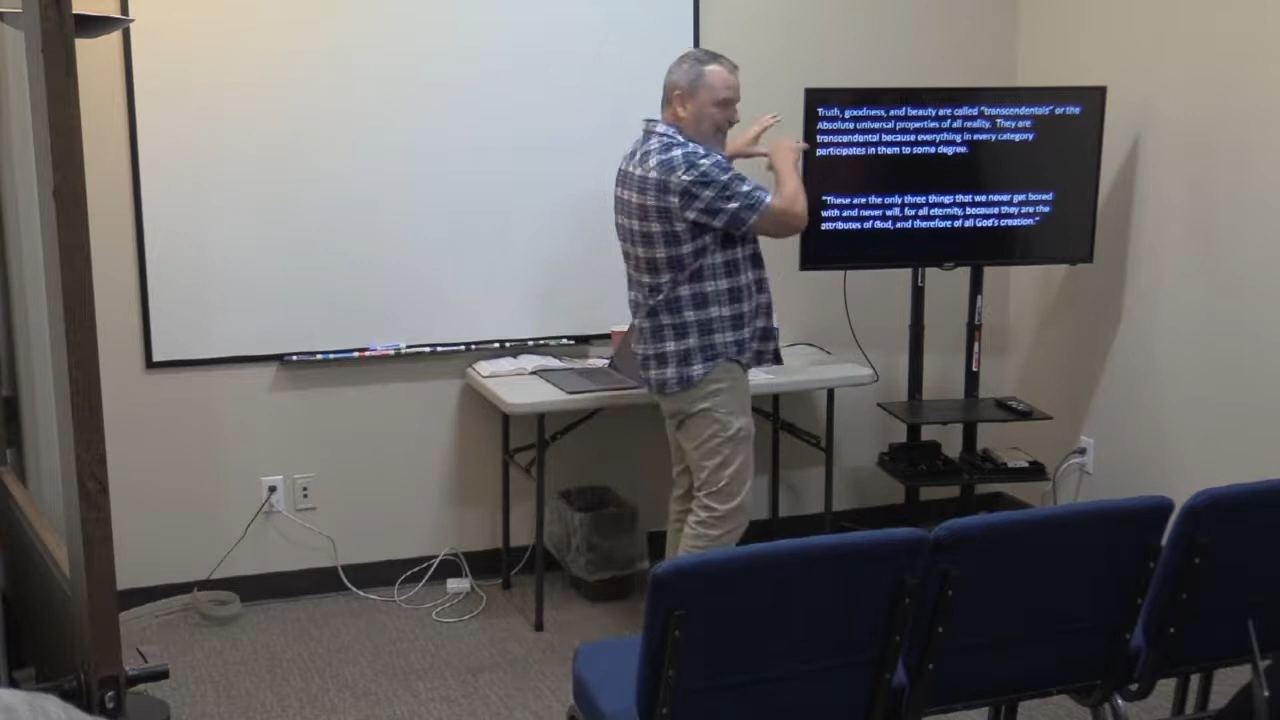 Truth, goodness, and beauty are called "transcendentals" or the
Absolute universal properties of all reality. They are
transcendental because everything in every category
participates in them to some degree.
"These are the only three things that we never get bored
with and never will, for all eternity, because they are the
attributes of God, and therefore of all God's creation."